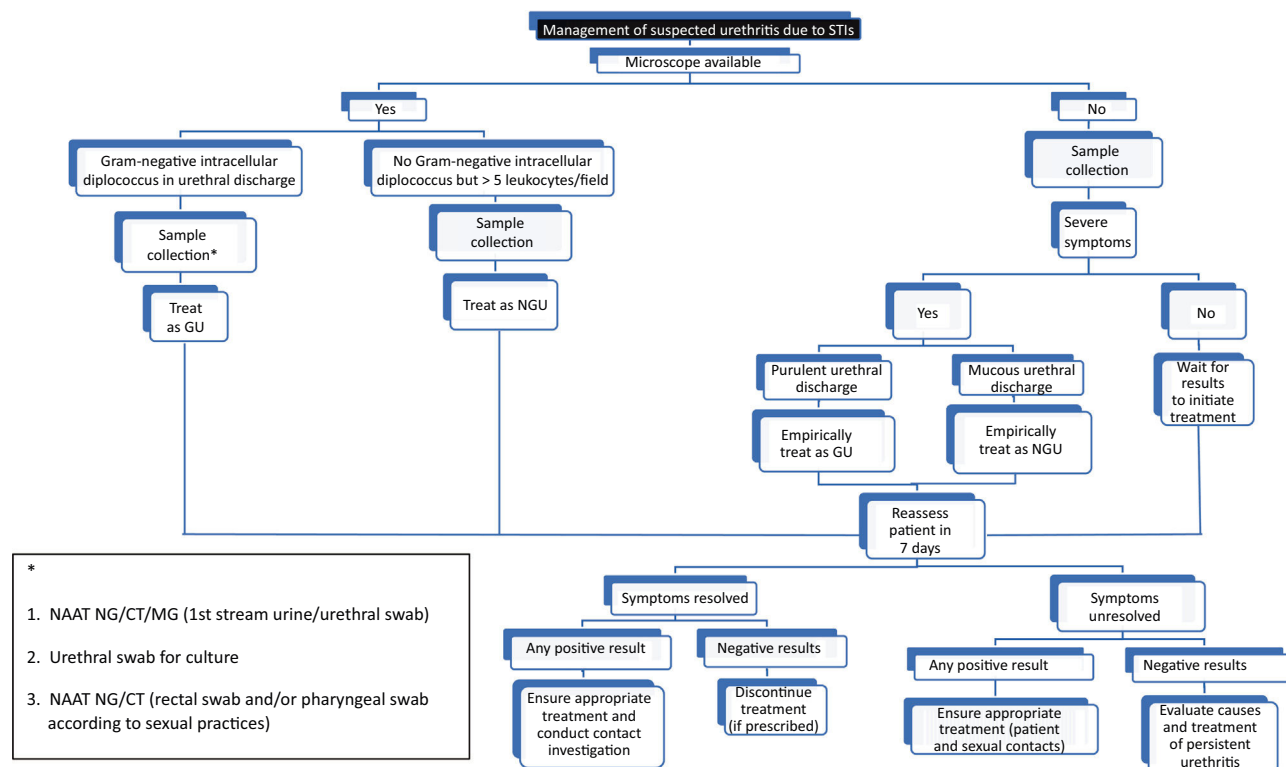 Management of suspected urethritis due to STIs
Microscope available
Yes
No
Gram-negative intracellular
diplococcus in urethral discharge
No Gram-negative intracellular
diplococcus but > 5 leukocytes/field
Sample
collection
Sample
collection*
Sample
collection
Severe
symptoms
Treat
as GU
Treat as NGU
Yes
No
Purulent urethral
discharge
Mucous urethral
discharge
Wait for
results
to initiate
treatment
Empirically
treat as GU
Empirically
treat as NGU
Reassess
patient in
7 days
Symptoms resolved
Symptoms
unresolved
Any positive result
Negative results
Any positive result
Negative results
Ensure appropriate
treatment and
conduct contact
investigation
Discontinue
treatment
(if prescribed)
Ensure appropriate
treatment (patient
and sexual contacts)
Evaluate causes
and treatment
of persistent
urethritis
*
1. NAAT NG/CT/MG (1st stream urine/urethral swab)
2. Urethral swab for culture
3. NAAT NG/CT (rectal swab and/or pharyngeal swab
according to sexual practices)